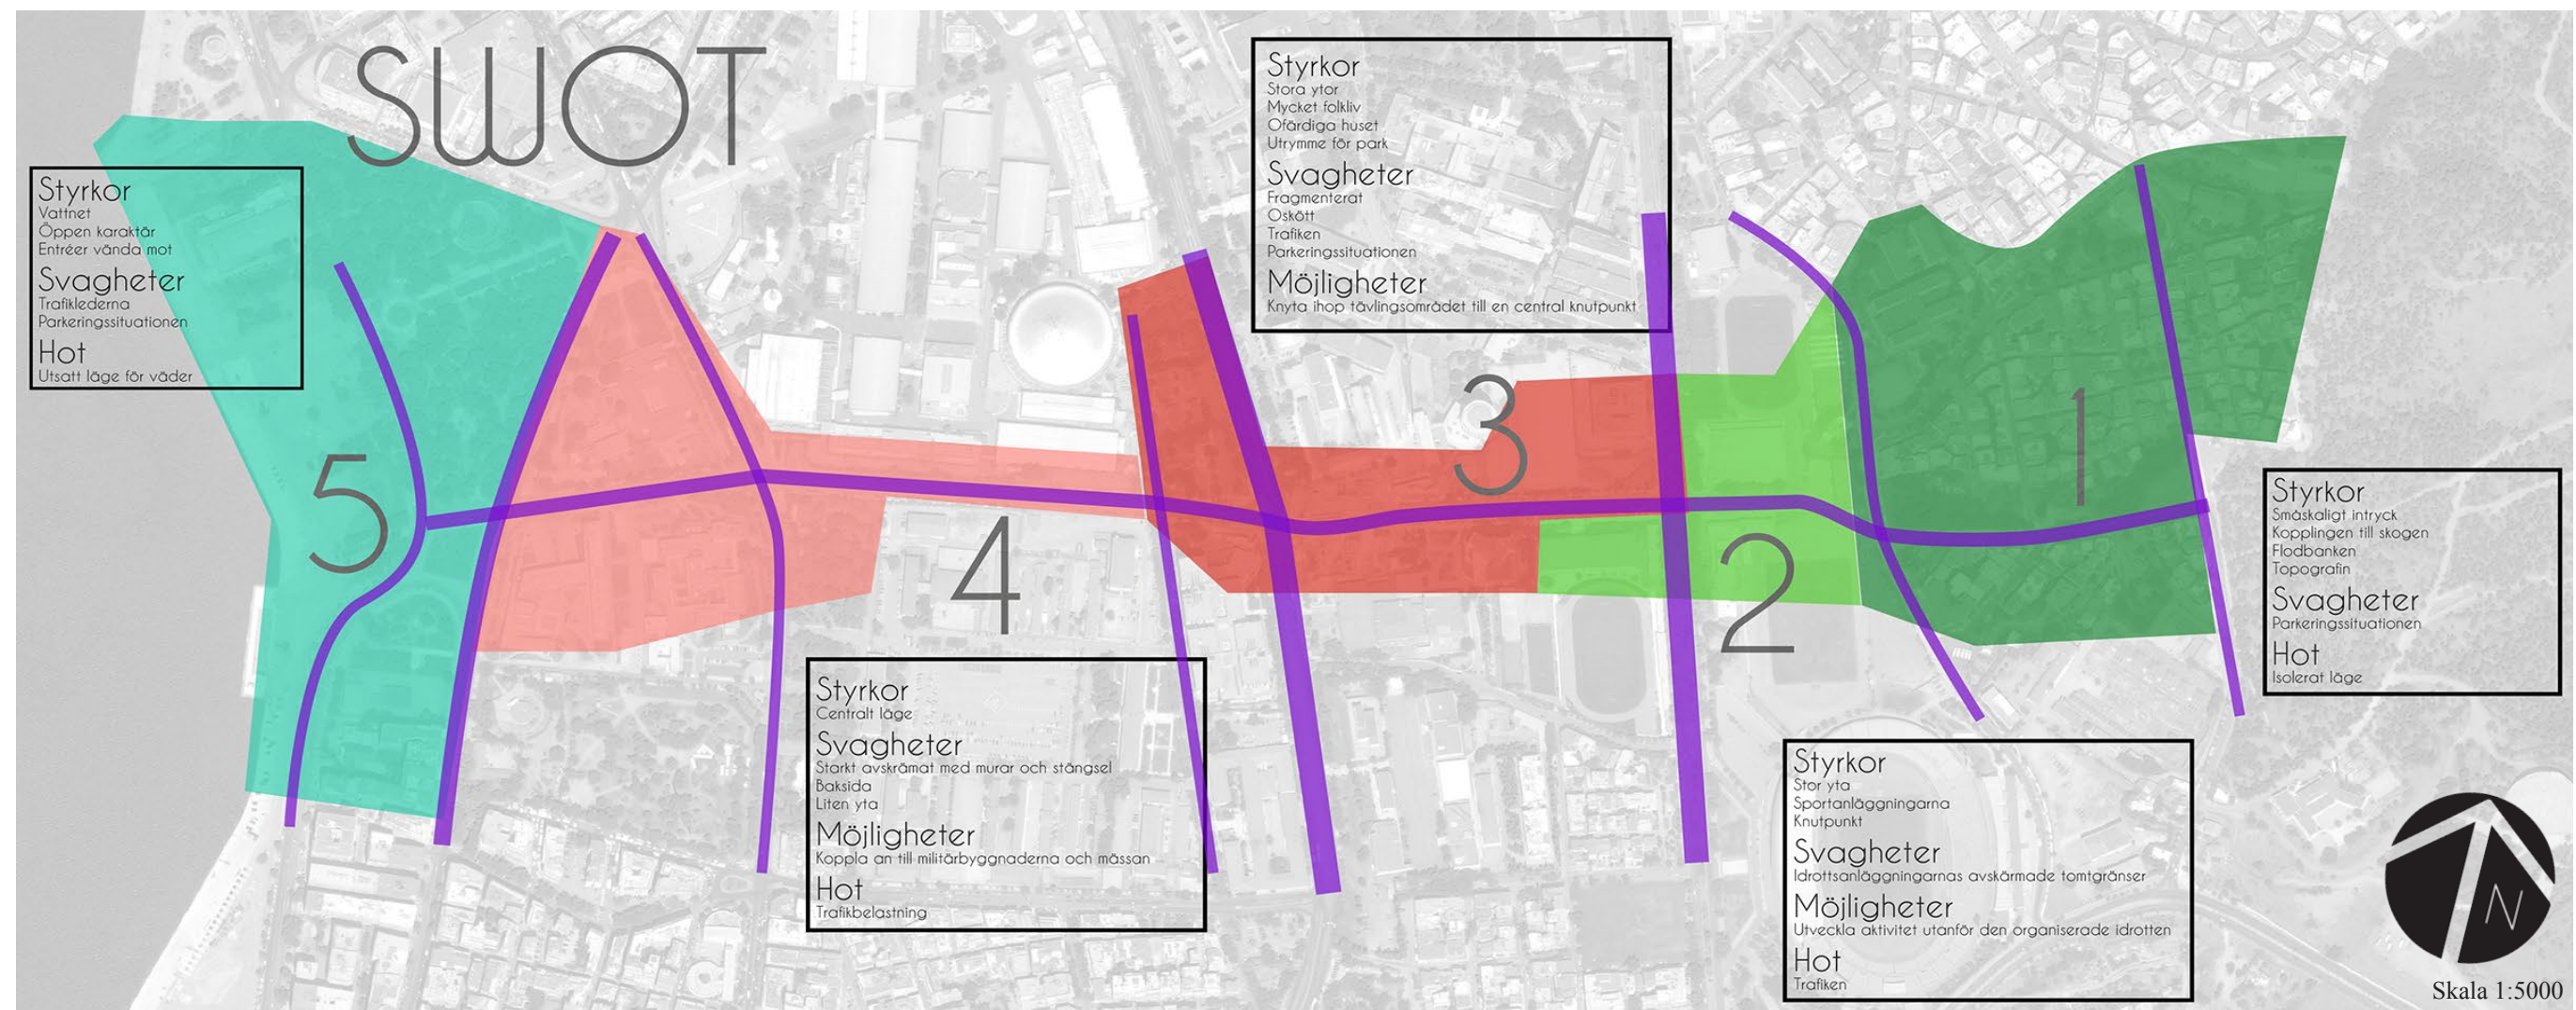 SWOT
Styrkor
Vattnet
Öppen karaktär
Entréer vända mot
Svagheter
Trafiklederna
Parkeringssituationen
Hot
Utsatt läge för väder
5
Styrkor
Centralt läge
Svagheter
Starkt avskrämat med murar och stängsel
Baksida
Liten yta
Möjligheter
Koppla an till militärbyggnaderna och mässan
Hot
Trafikbelastning
4
Styrkor
Stora ytor
Mycket folkliv
Ofärdiga huset
Utrymme för park
Svagheter
Fragmenterat
Oskött
Trafiken
Parkeringssituationen
Möjligheter
Knyta ihop tävlingsområdet till en central knutpunkt
3
2
Styrkor
Stor yta
Sportanläggningarna
Knutpunkt
Svagheter
Idrottsanläggningarnas avskärmade tomtgränser
Möjligheter
Utveckla aktivitet utanför den organiserade idrotten
Hot
Trafiken
1
Styrkor
Småskaligt intryck
Kopplingen till skogen
Flodbanken
Topografin
Svagheter
Parkeringssituationen
Hot
Isolerat läge
N
Skala 1:5000